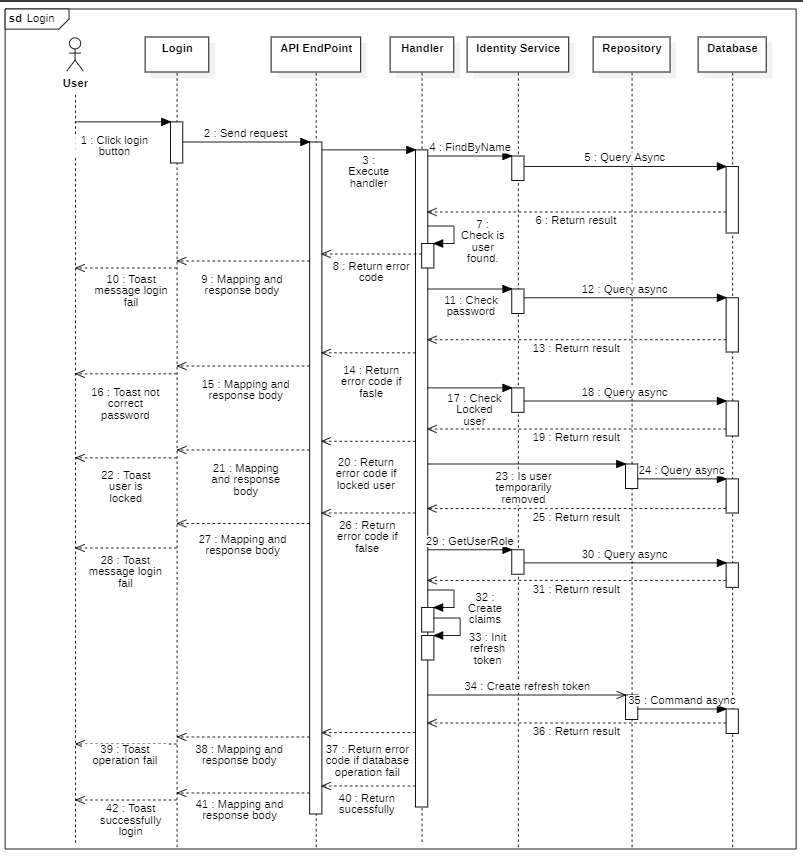 sd Login
Login
API EndPoint
Handler
Identity Service
Repository
Database
User
1 : Click login
button
2 : Send request
3 :
Execute
handler
4 : FindByName
5 : Query Async
6 : Return result
7 :
Check is
user
found.
8 : Return error
code
9 : Mapping and
response body
10 : Toast
message login
fail
11 : Check
password
12 : Query async
13 : Return result
14 : Return
error code if
fasle
15 : Mapping and
response body
16 : Toast not
correct
password
17 : Check
Locked
user
18 : Query async
19 : Return result
20 : Return
error code if
locked user
21 : Mapping
and response
body
22 : Toast
user is
locked
23 : Is user
temporarily
removed
24 : Query async
25 : Return result
26 : Return
error code if
false
27 : Mapping and
response body
28 : Toast
message login
fail
29 : GetUserRole
30 : Query async
31 : Return result
32 :
Create
claims
33 : Init
refresh
token
34 : Create refresh token
35 : Command async
36 : Return result
37 : Return error
code if database
operation fail
38 : Mapping and
response body
39 : Toast
operation fail
40 : Return
sucessfully
41 : Mapping and
response body
42 : Toast
successfully
login